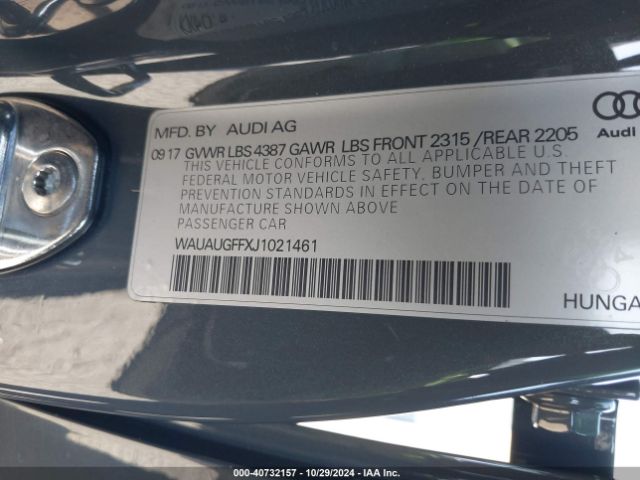 MFD. BY AUDI AG
Audi
09 17 GVWR LBS 4387 GAWR LBS FRONT 2315 / REAR 2205
THIS VEHICLE CONFORMS TO ALL APPLICABLE U.S.
FEDERAL MOTOR VEHICLE SAFETY, BUMPER AND THEFT
PREVENTION STANDARDS IN EFFECT ON THE DATE OF
MANUFACTURE SHOWN ABOVE
PASSENGER CAR
WAUAUGFFXJ1021461
HUNGA
000-40732157 - 10/29/2024 - IAA Inc.